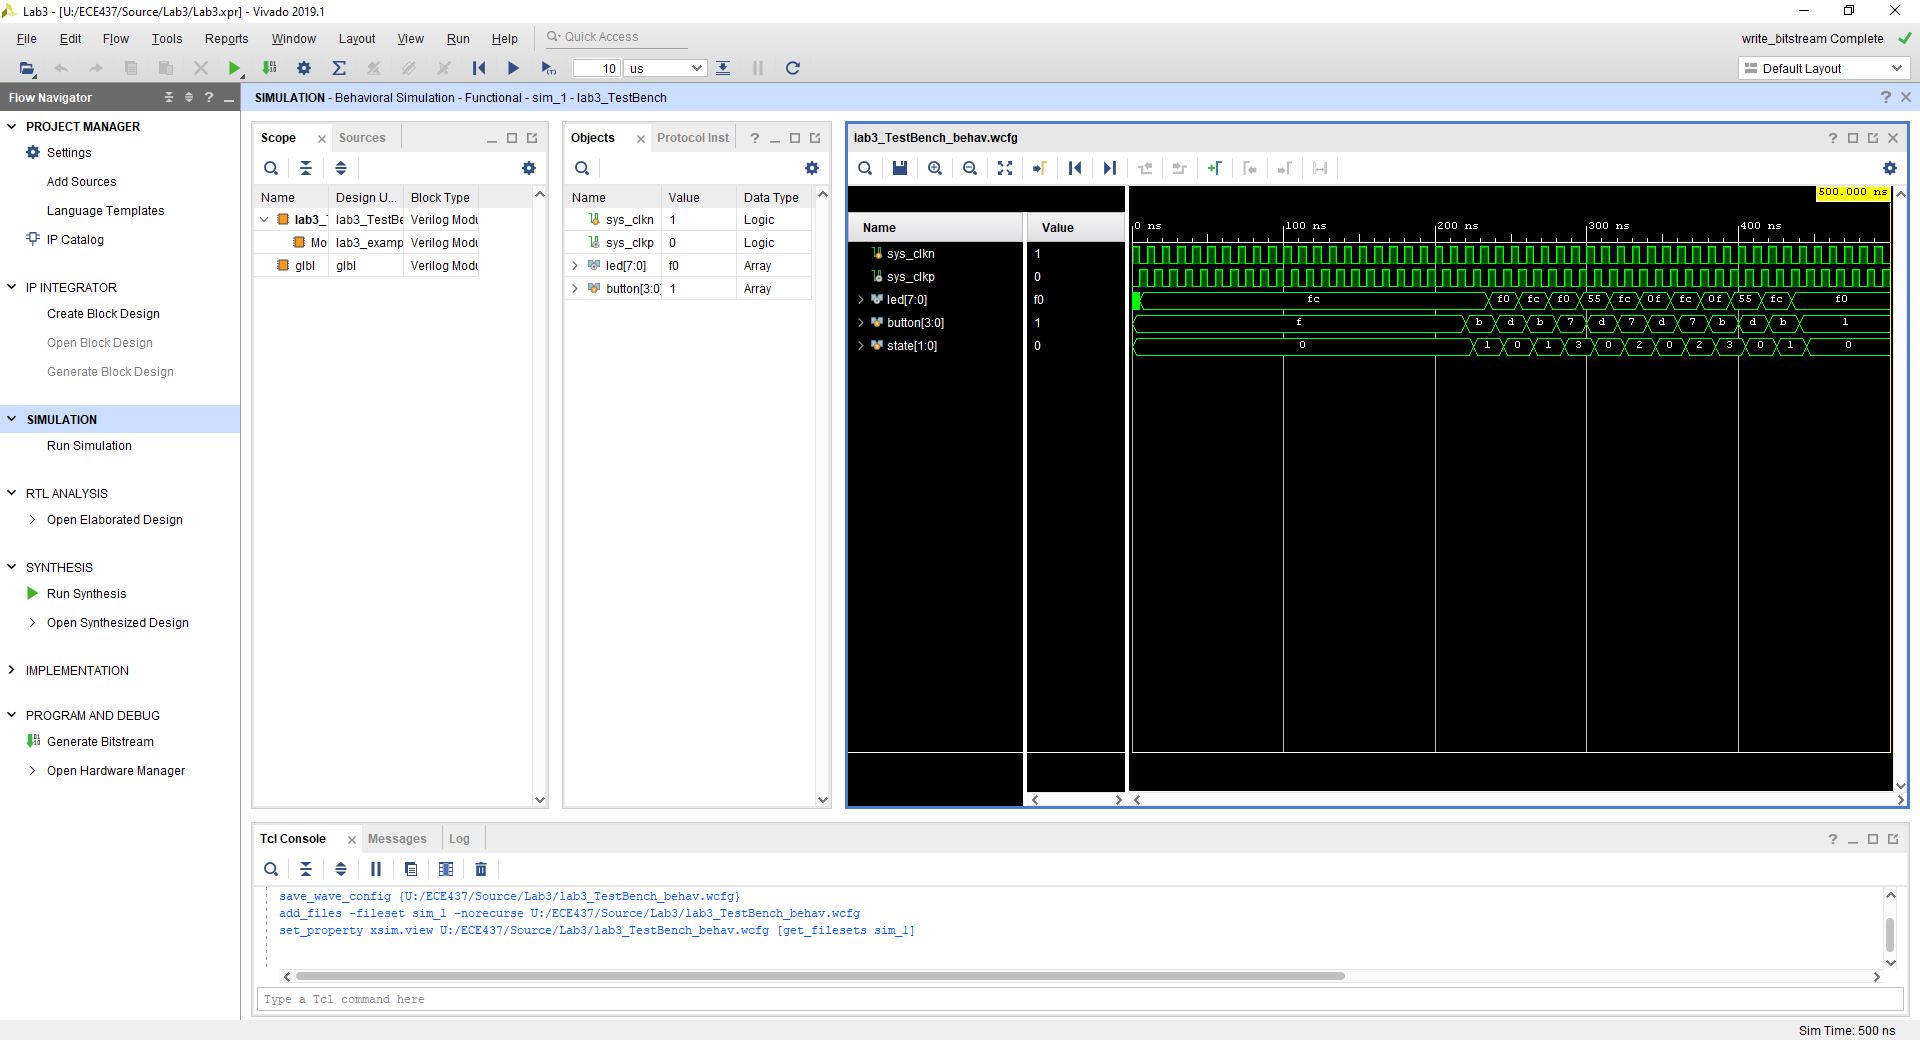 Lab3 - [U:/ECE437/Source/Lab3/Lab3.xpr] - Vivado 2019.1
File Edit Flow Tools Reports Window Layout View Run Help Quick Access
write_bitstream Complete
10 us
Default Layout
Flow Navigator
SIMULATION - Behavioral Simulation - Functional - sim_1 - lab3_TestBench
PROJECT MANAGER
Settings
Add Sources
Language Templates
IP Catalog
IP INTEGRATOR
Create Block Design
Open Block Design
Generate Block Design
SIMULATION
Run Simulation
RTL ANALYSIS
Open Elaborated Design
SYNTHESIS
Run Synthesis
Open Synthesized Design
IMPLEMENTATION
PROGRAM AND DEBUG
Generate Bitstream
Open Hardware Manager
Scope Sources
Name Design U... Block Type
lab3_T lab3_TestBe Verilog Modu
Mo lab3_examp Verilog Modu
glbl glbl Verilog Modu
Objects Protocol Inst
Name Value Data Type
sys_clkn 1 Logic
sys_clkp 0 Logic
led[7:0] f0 Array
button[3:0] 1 Array
lab3_TestBench_behav.wcfg
500.000 ns
Name Value
0 ns 100 ns 200 ns 300 ns 400 ns
sys_clkn 1
sys_clkp 0
led[7:0] f0 fc f0 fc f0 55 fc 0f fc 0f 55 fc f0
button[3:0] 1 f b d b 7 d 7 d 7 b d b 1
state[1:0] 0 0 1 0 1 3 0 2 0 2 3 0 1 0
Tcl Console Messages Log
save_wave_config {U:/ECE437/Source/Lab3/lab3_TestBench_behav.wcfg}
add_files -fileset sim_1 -norecurse U:/ECE437/Source/Lab3/lab3_TestBench_behav.wcfg
set_property xsim.view U:/ECE437/Source/Lab3/lab3_TestBench_behav.wcfg [get_filesets sim_1]
Type a Tcl command here
Sim Time: 500 ns